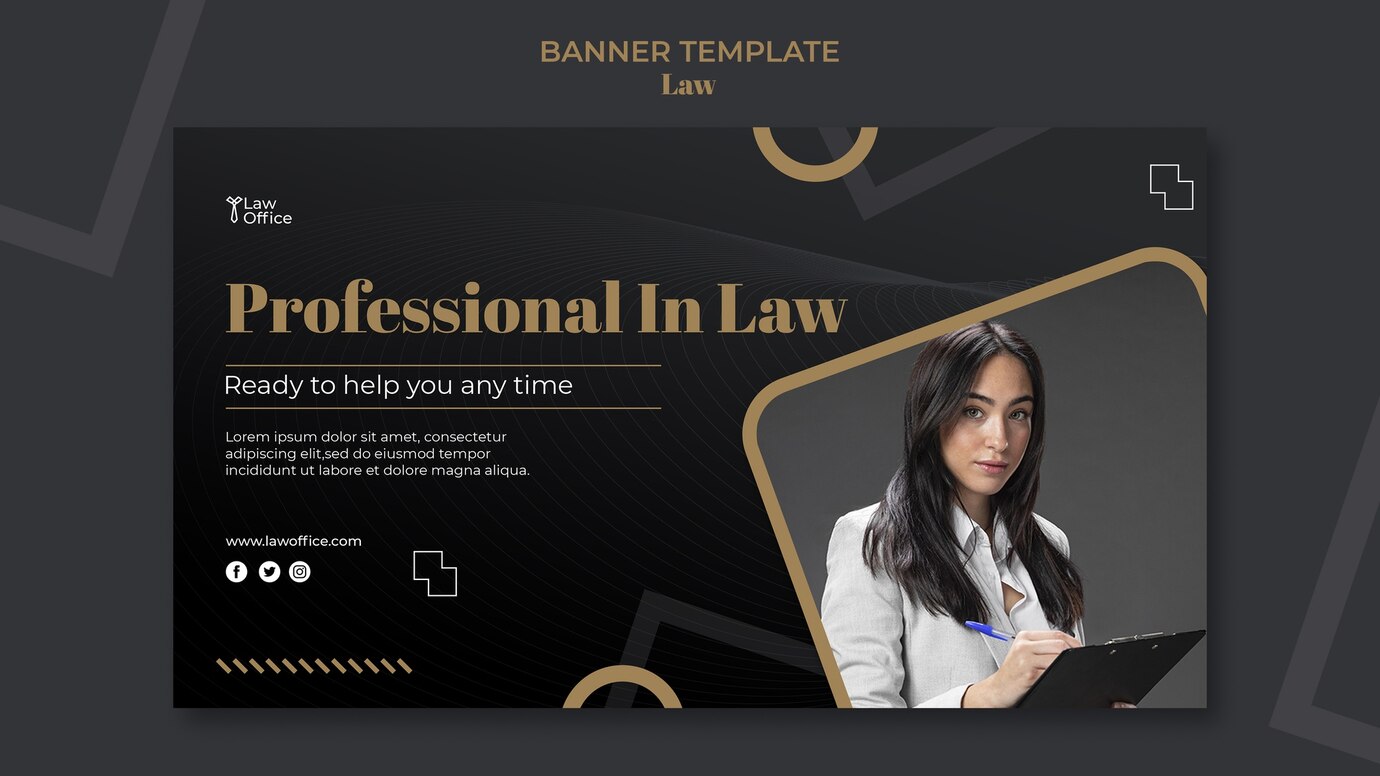 BANNER TEMPLATE
Law
Law
Office
Professional In Law
Ready to help you any time
Lorem ipsum dolor sit amet, consectetur
adipiscing elit,sed do eiusmod tempor
incididunt ut labore et dolore magna aliqua.
www.lawoffice.com